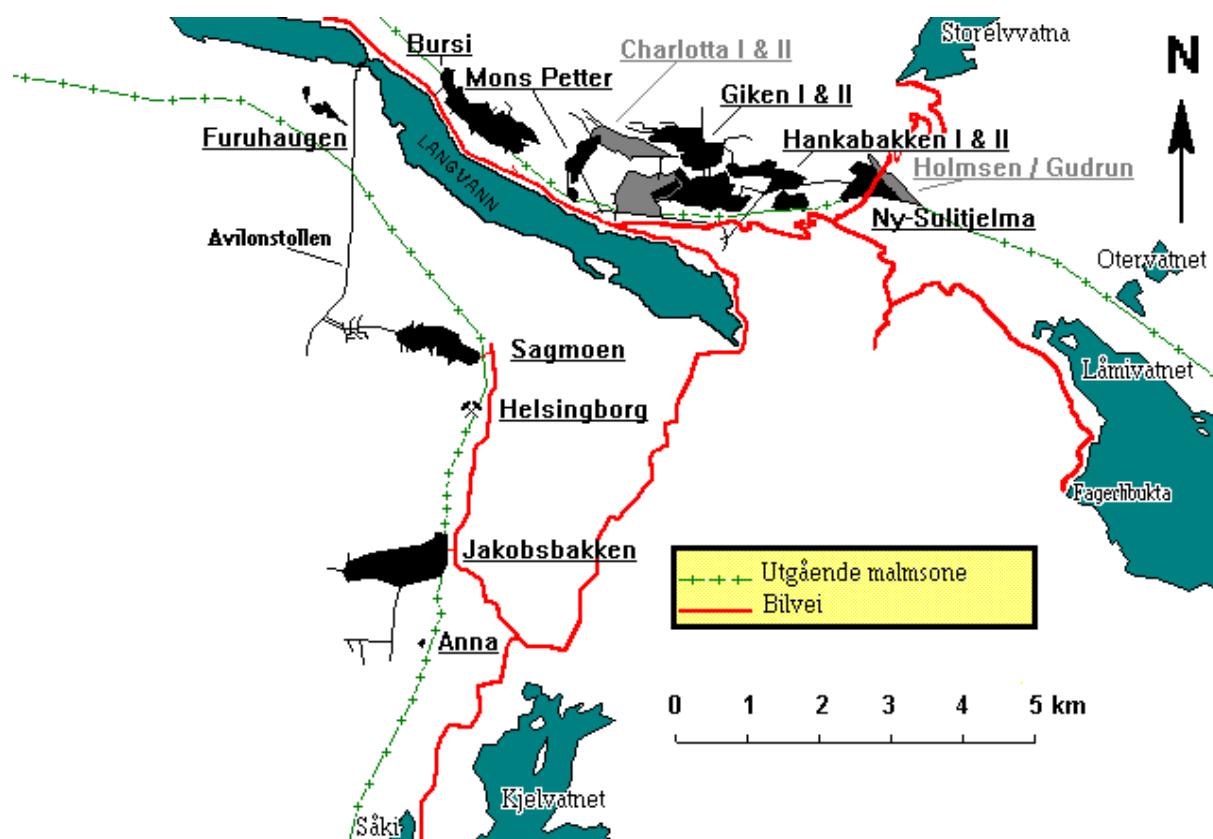 Storelvvatna
Bursi
Charlotta I & II
N
Mons Petter
Giken I & II
Furuhaugen
Hankabakken I & II
LANGVANN
Holmsen / Gudrun
Ny-Sulitjelma
Avilonstollen
Otervatnet
Sagmoen
Låmivatnet
Helsingborg
Fagerlibukta
Jakobsbakken
Utgående malmsone
Bilvei
Anna
0 1 2 3 4 5 km
Kjelvatnet
Såki